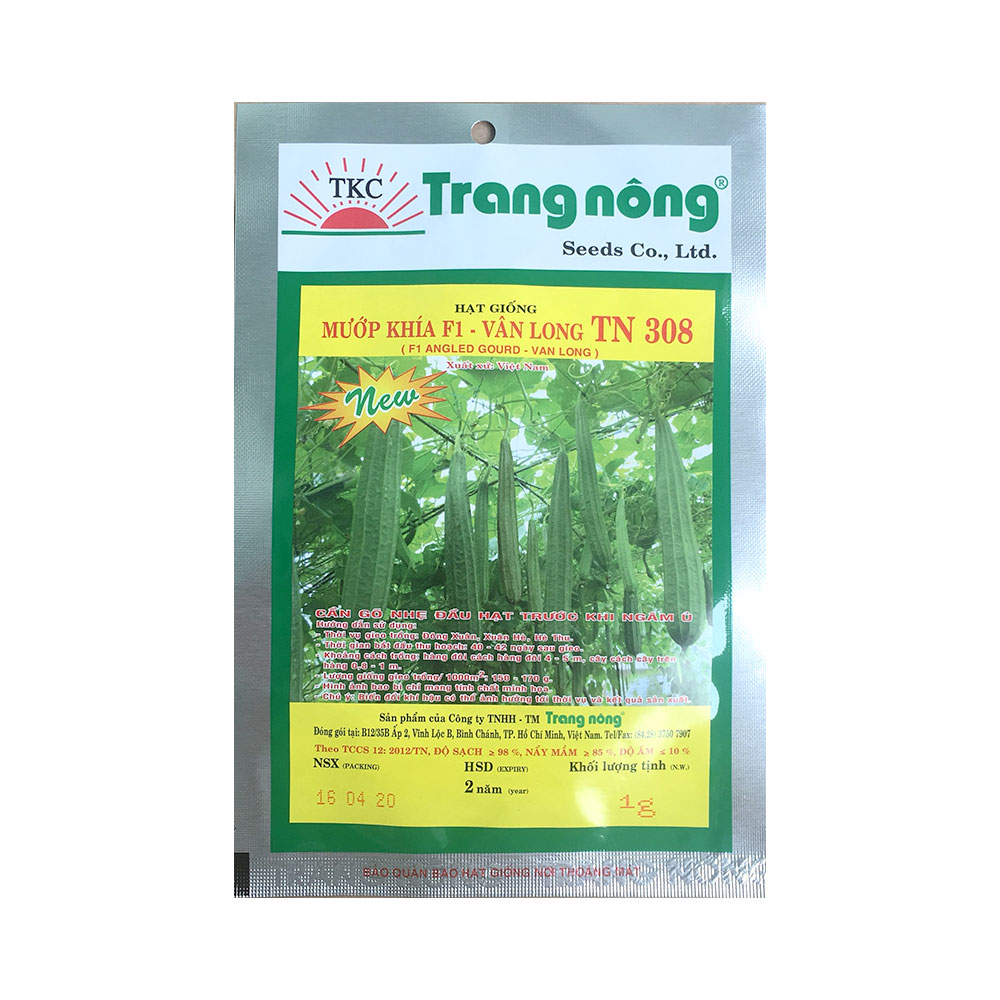 TKC
Trang nông®
Seeds Co., Ltd.
HẠT GIỐNG
MƯỚP KHÍA F1 - VÂN LONG TN 308
( F1 ANGLED GOURD - VAN LONG )
Xuất xứ: Việt Nam
New
CẦN GÕ NHẸ ĐẦU HẠT TRƯỚC KHI NGÂM Ủ
Hướng dẫn sử dụng:
- Thời vụ gieo trồng: Đông Xuân, Xuân Hè, Hè Thu.
- Thời gian bắt đầu thu hoạch: 40 - 42 ngày sau gieo.
- Khoảng cách trồng: hàng đôi cách hàng đôi 4 - 5 m, cây cách cây trên
hàng 0,8 - 1 m.
- Lượng giống gieo trồng/ 1000m²: 150 - 170 g.
- Hình ảnh bao bì chỉ mang tính chất minh họa.
Chú ý: Biến đổi khí hậu có thể ảnh hưởng tới thời vụ và kết quả sản xuất.
Sản phẩm của Công ty TNHH - TM Trang nông®
Đóng gói tại: B12/35B Ấp 2, Vĩnh Lộc B, Bình Chánh, TP. Hồ Chí Minh, Việt Nam. Tel/Fax: (84.28) 3750 7907
Theo TCCS 12: 2012/TN, ĐỘ SẠCH ≥ 98 %, NẨY MẦM ≥ 85 %, ĐỘ ẨM ≤ 10 %
NSX (PACKING) HSD (EXPIRY) Khối lượng tịnh (N.W.)
16 04 20 2 năm (year) 1g
BẢO QUẢN BAO HẠT GIỐNG NƠI THOÁNG MÁT